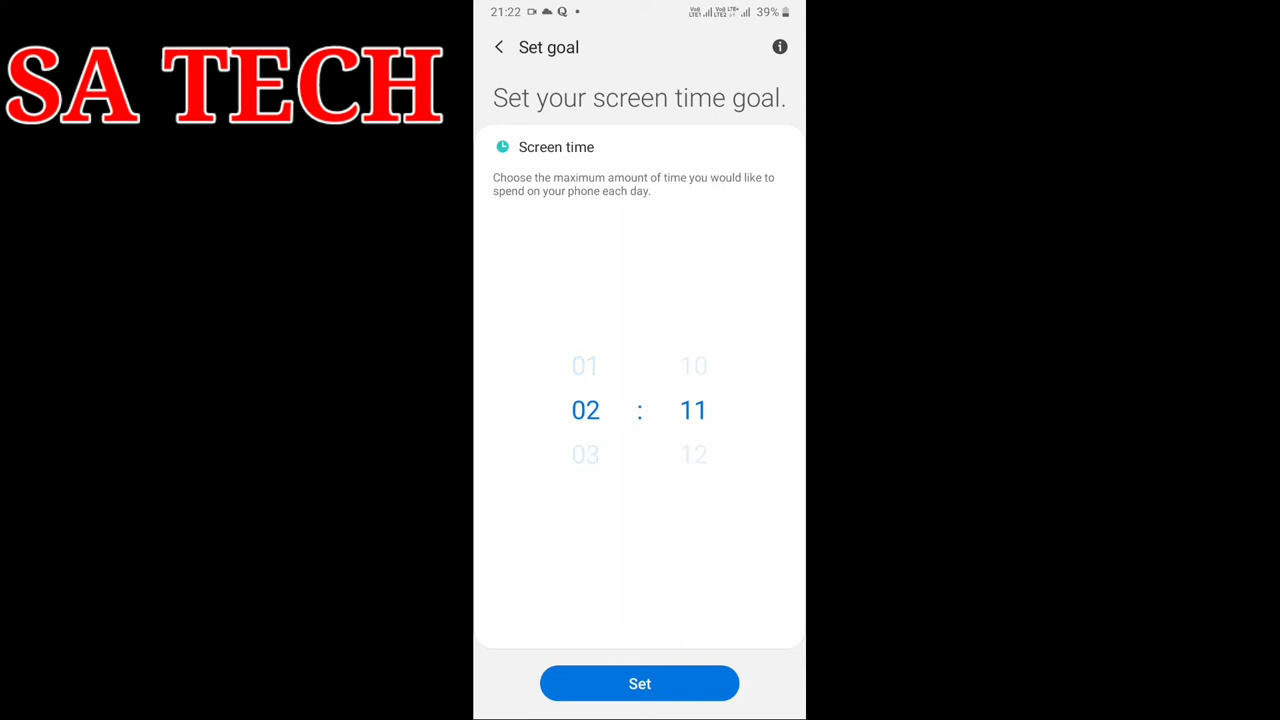 SA TECH
21:22 39%
Set goal
Set your screen time goal.
Screen time
Choose the maximum amount of time you would like to
spend on your phone each day.
01 10
02 : 11
03 12
Set